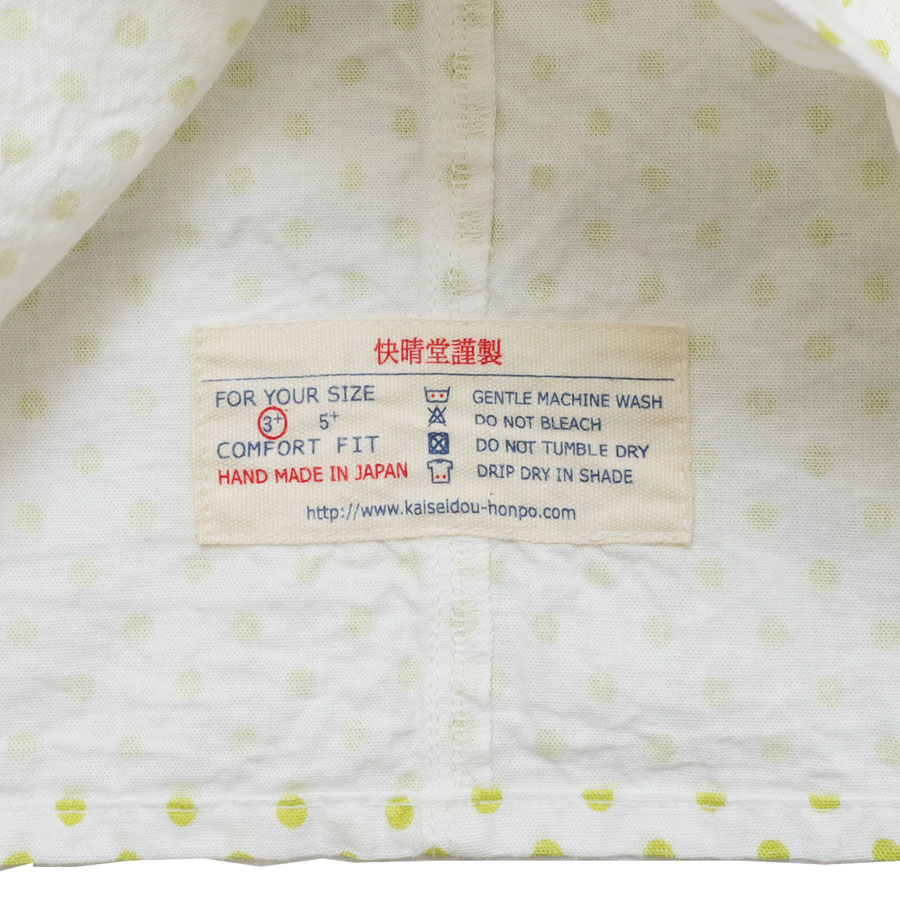 快晴堂謹製
FOR YOUR SIZE
3+ 5+
COMFORT FIT
HAND MADE IN JAPAN
GENTLE MACHINE WASH
DO NOT BLEACH
DO NOT TUMBLE DRY
DRIP DRY IN SHADE
http://www.kaiseidou-honpo.com